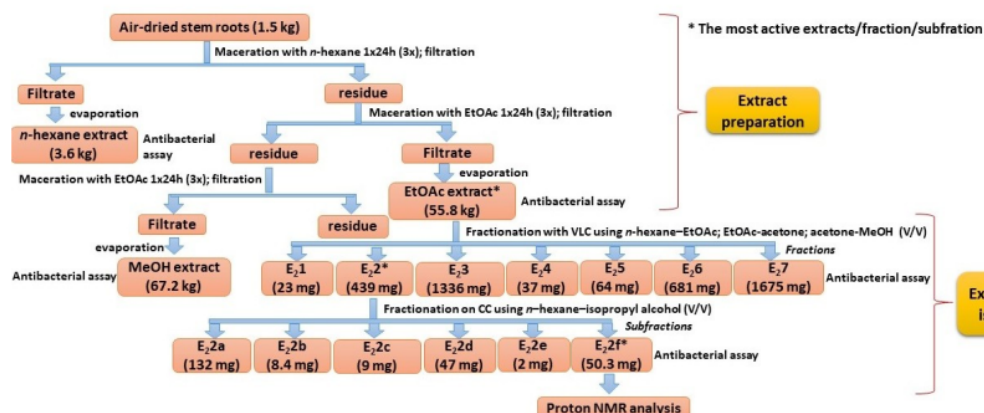 Air-dried stem roots (1.5 kg)
* The most active extracts/fraction/subfration
Maceration with n-hexane 1x24h (3x); filtration
Filtrate
residue
evaporation
Maceration with EtOAc 1x24h (3x); filtration
Extract
preparation
n-hexane extract
(3.6 kg)
Antibacterial
assay
residue
Filtrate
evaporation
Maceration with EtOAc 1x24h (3x); filtration
EtOAc extract*
(55.8 kg)
Antibacterial assay
Filtrate
residue
evaporation
Fractionation with VLC using n-hexane–EtOAc; EtOAc-acetone; acetone-MeOH (V/V)
Fractions
Antibacterial assay
MeOH extract
(67.2 kg)
E₂1
(23 mg)
E₂2*
(439 mg)
E₂3
(1336 mg)
E₂4
(37 mg)
E₂5
(64 mg)
E₂6
(681 mg)
E₂7
(1675 mg)
Antibacterial assay
Fractionation on CC using n-hexane–isopropyl alcohol (V/V)
Subfractions
E₂2a
(132 mg)
E₂2b
(8.4 mg)
E₂2c
(9 mg)
E₂2d
(47 mg)
E₂2e
(2 mg)
E₂2f*
(50.3 mg)
Antibacterial assay
Proton NMR analysis